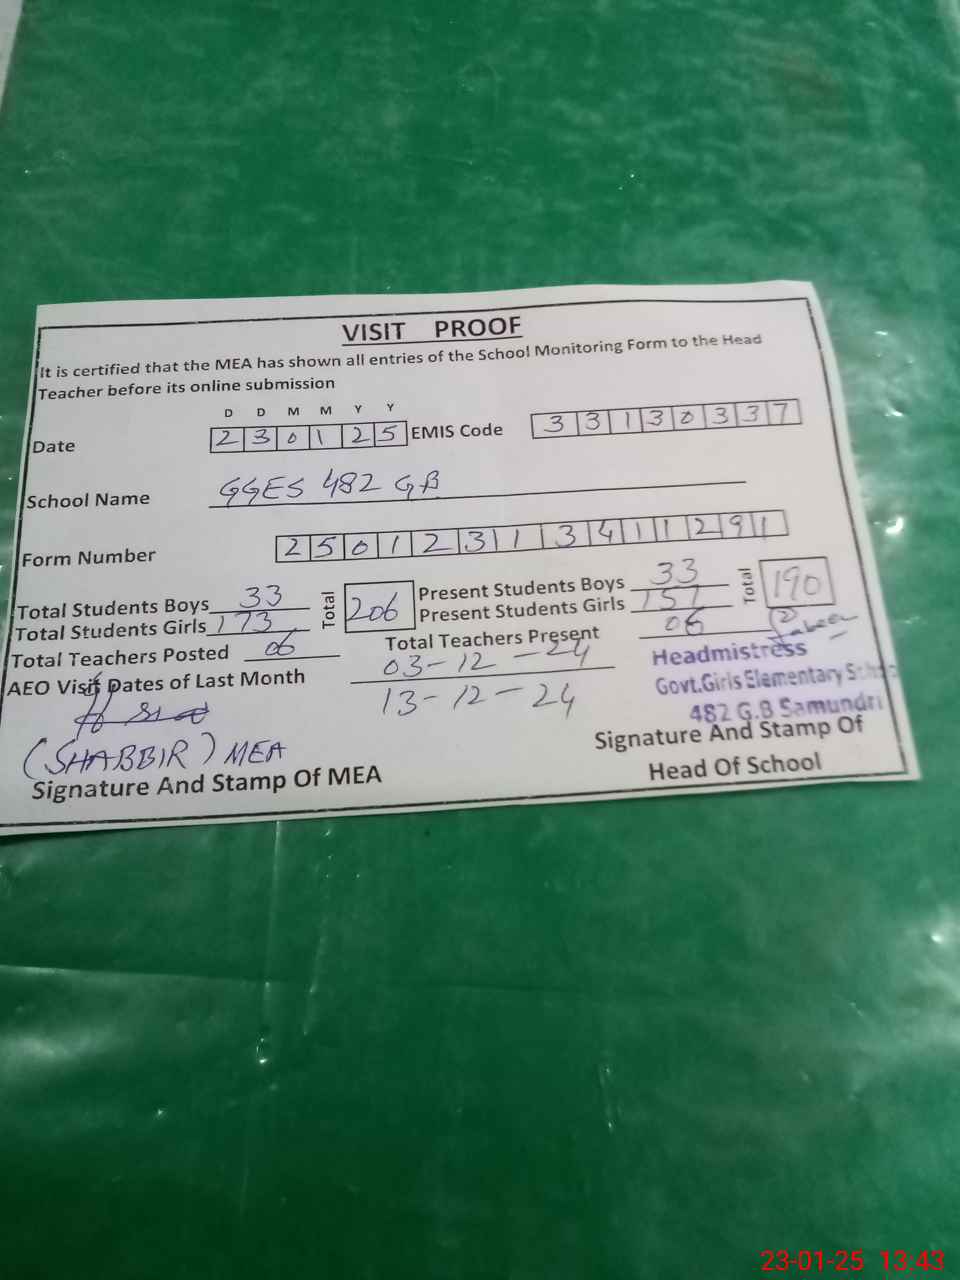 VISIT PROOF
It is certified that the MEA has shown all entries of the School Monitoring Form to the Head
Teacher before its online submission
D D M M Y Y
Date 2 3 0 1 2 5 EMIS Code 3 3 1 3 0 3 3 7
School Name GGES 482 GB
Form Number 2 5 0 1 2 3 1 3 4 1 1 2 9 1
Total Students Boys 33 Total 206 Present Students Boys 33 Total 190
Total Students Girls 173 Present Students Girls 157
Total Teachers Posted 06 Total Teachers Present 06
AEO Visit Dates of Last Month 03-12-24
13-12-24
Headmistress
Govt.Girls Elementary School
482 G.B Samundri
(SHABBIR) MEA
Signature And Stamp Of MEA
Signature And Stamp Of
Head Of School
23-01-25 13:43